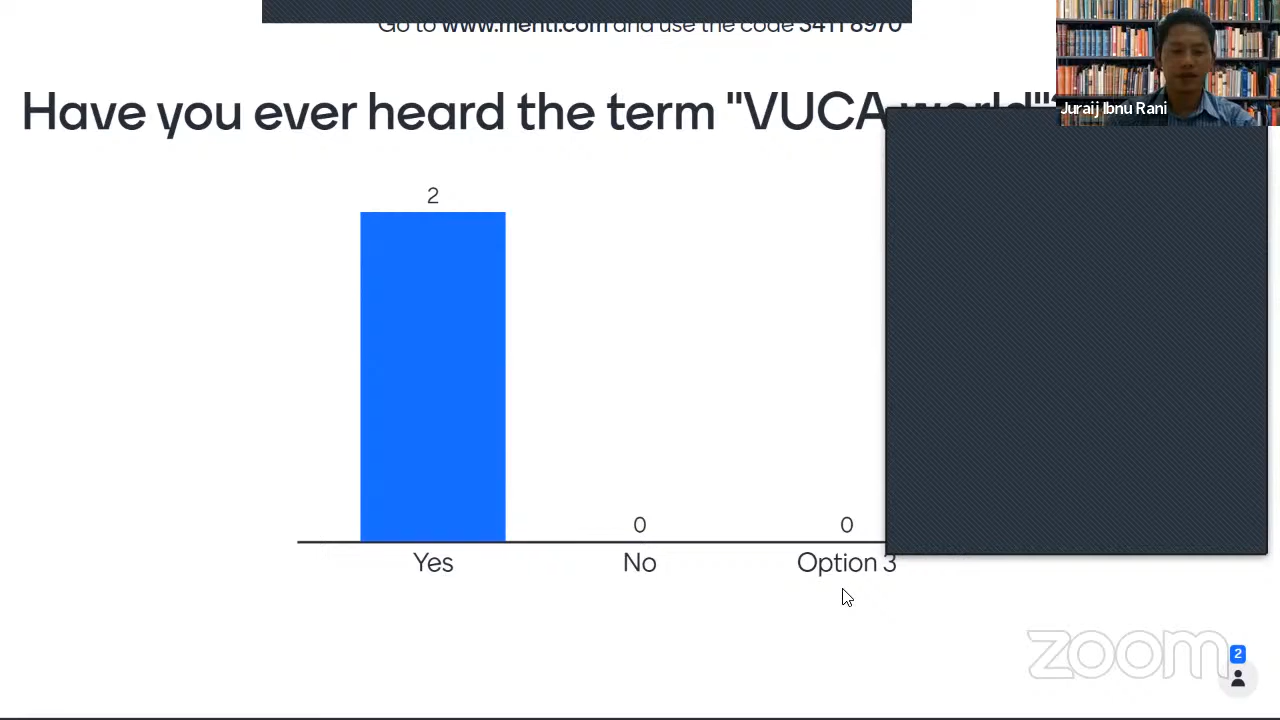 Go to www.menti.com and use the code 3411 8970
Have you ever heard the term "VUCA world"
Juraij Ibnu Rani
2
0
0
Yes
No
Option 3
zoom
2